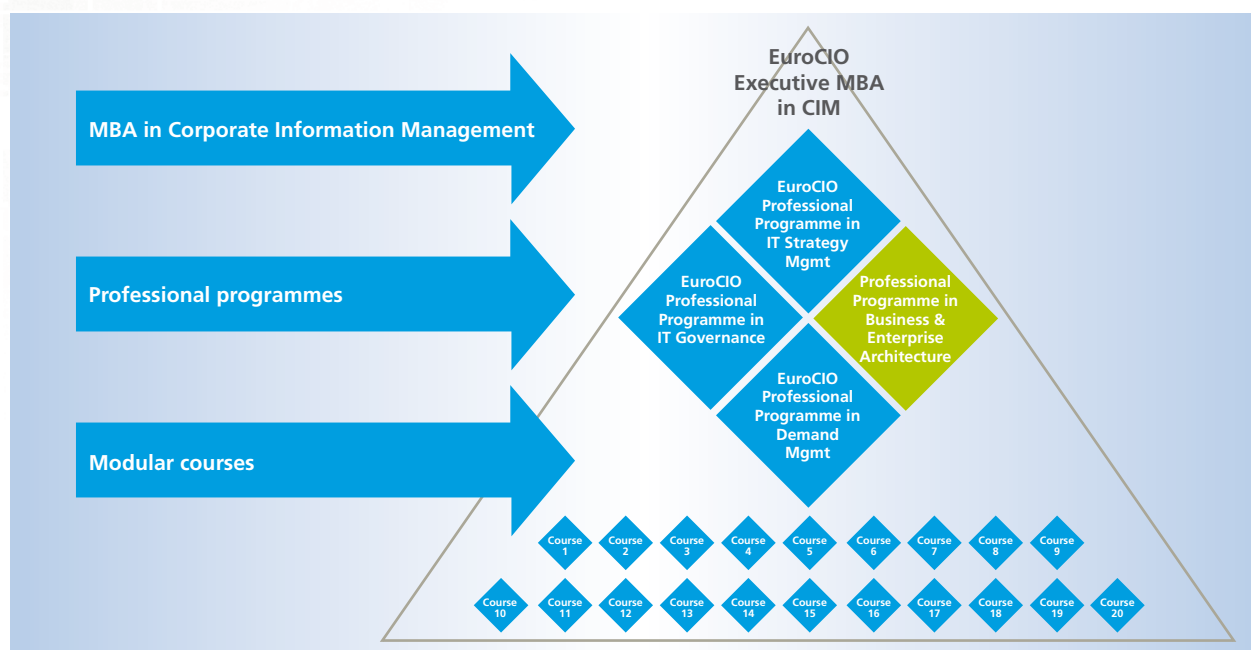 EuroCIO
Executive MBA
in CIM
MBA in Corporate Information Management
EuroCIO
Professional
Programme in
IT Strategy
Mgmt
Professional programmes
EuroCIO
Professional
Programme in
IT Governance
Professional
Programme in
Business &
Enterprise
Architecture
EuroCIO
Professional
Programme in
Demand
Mgmt
Modular courses
Course
1
Course
2
Course
3
Course
4
Course
5
Course
6
Course
7
Course
8
Course
9
Course
10
Course
11
Course
12
Course
13
Course
14
Course
15
Course
16
Course
17
Course
18
Course
19
Course
20